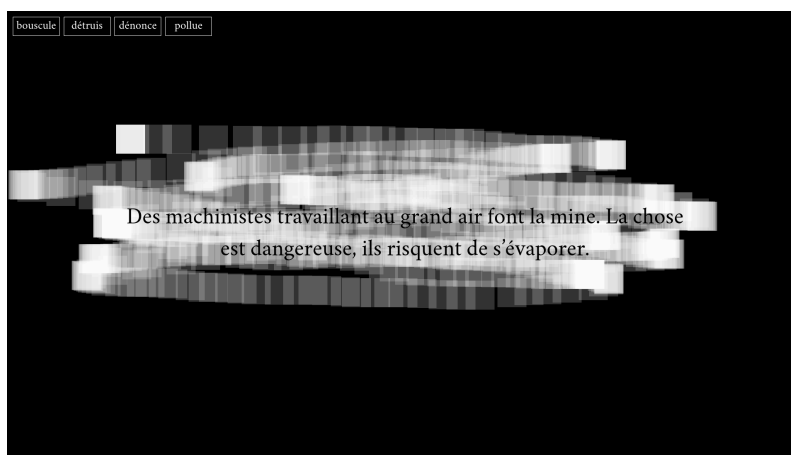 bouscule détruis dénonce pollue
Des machinistes travaillant au grand air font la mine. La chose
est dangereuse, ils risquent de s’évaporer.